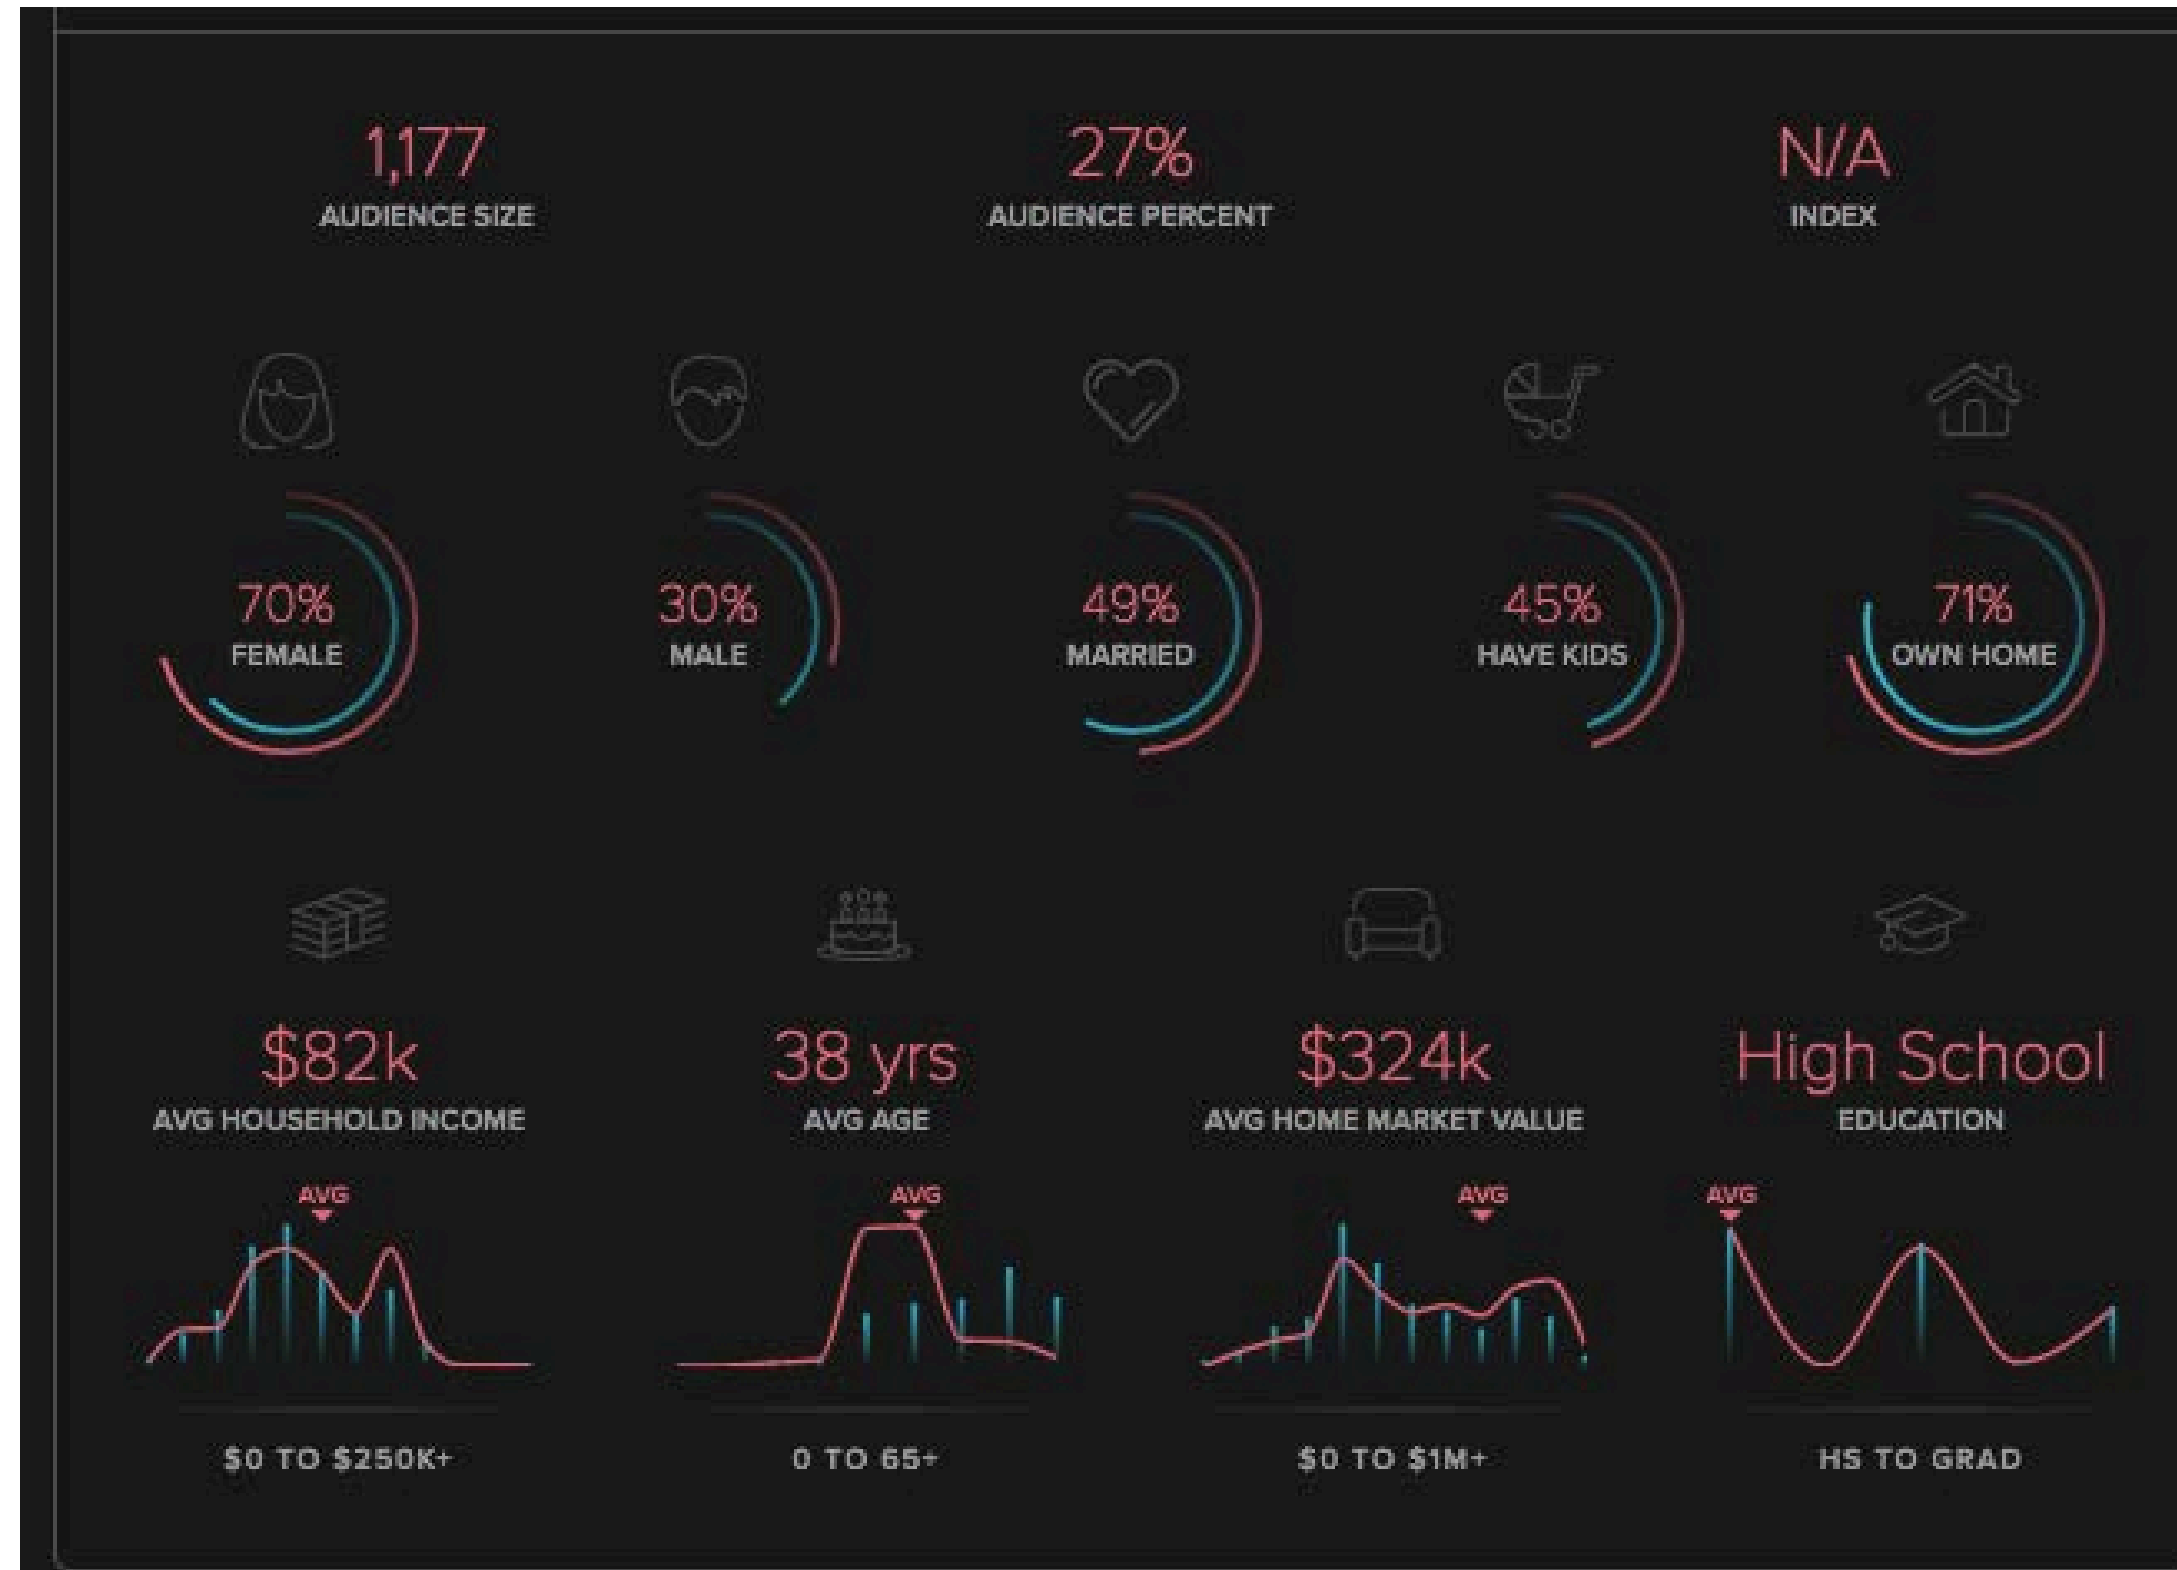 1,177
AUDIENCE SIZE
27%
AUDIENCE PERCENT
N/A
INDEX
70%
FEMALE
30%
MALE
49%
MARRIED
45%
HAVE KIDS
71%
OWN HOME
$82k
AVG HOUSEHOLD INCOME
AVG
$0 TO $250K+
38 yrs
AVG AGE
AVG
0 TO 65+
$324k
AVG HOME MARKET VALUE
AVG
$0 TO $1M+
High School
EDUCATION
AVG
HS TO GRAD